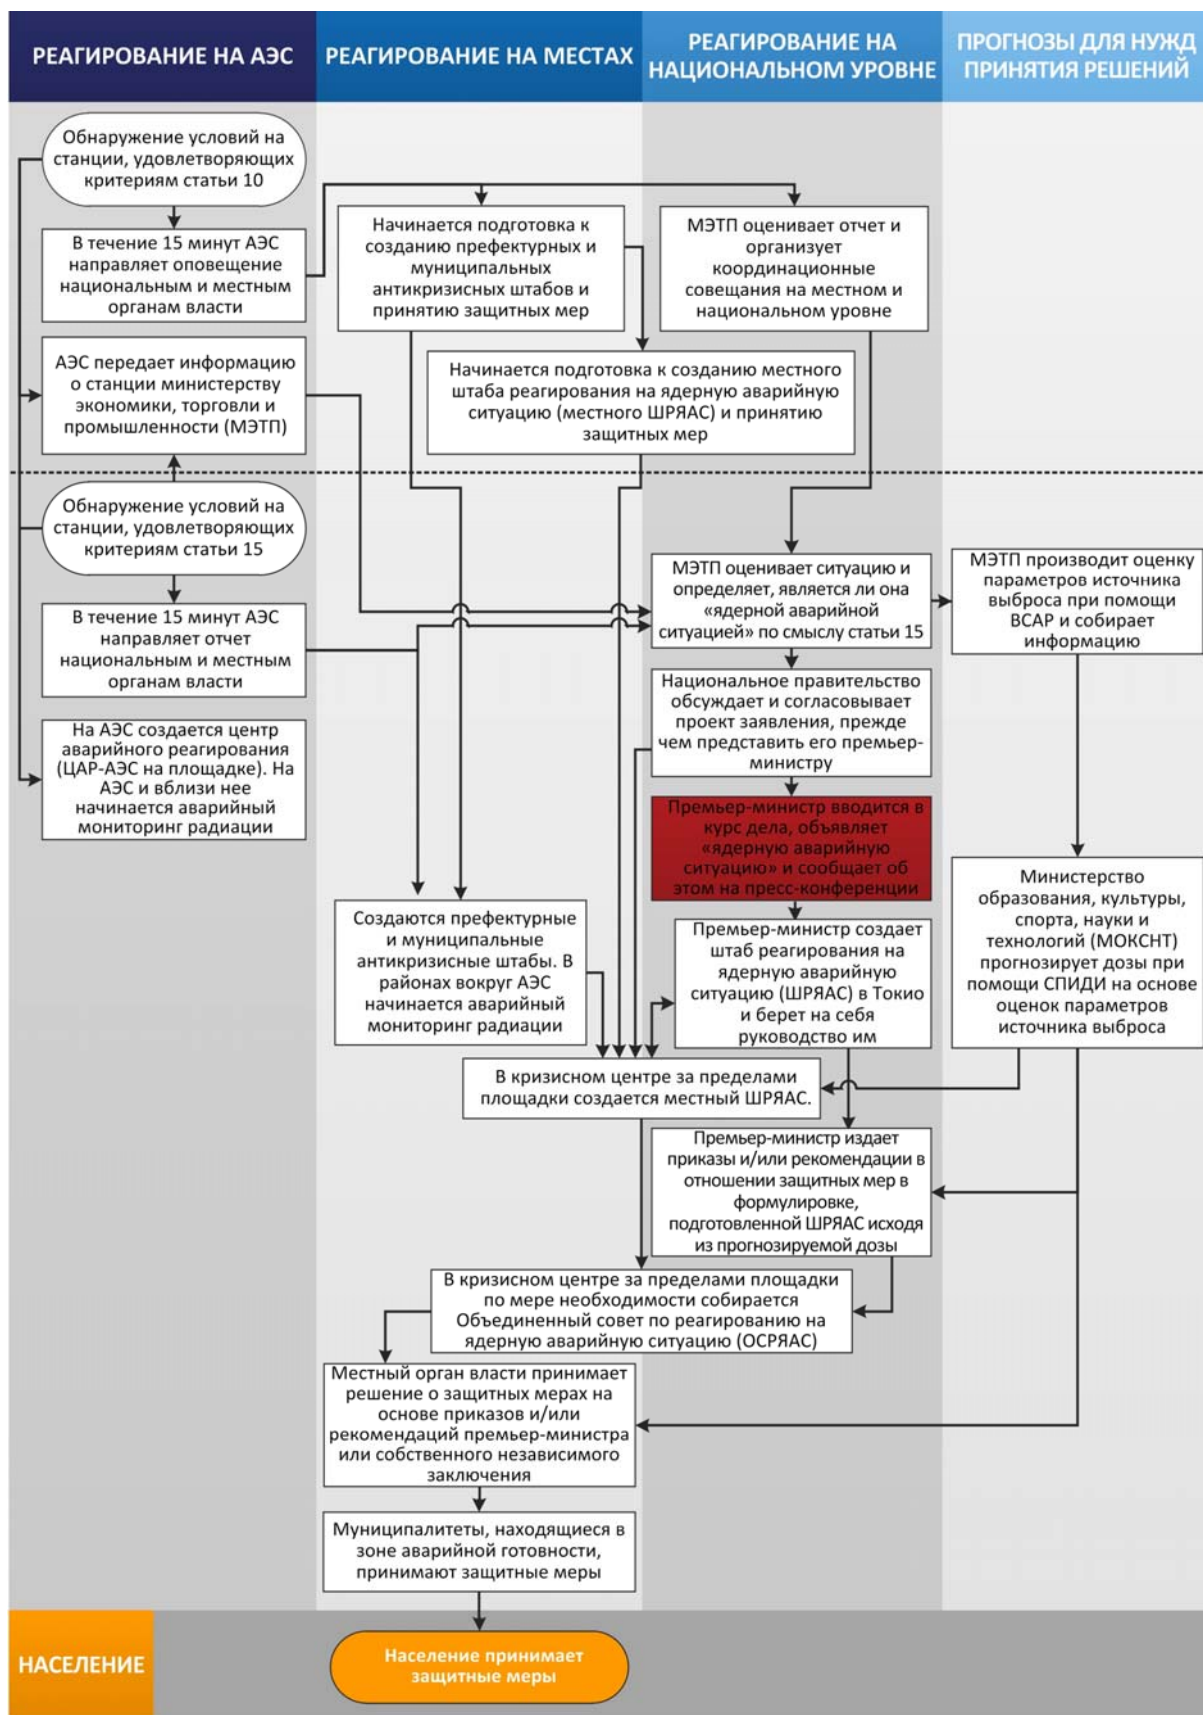 РЕАГИРОВАНИЕ НА АЭС
РЕАГИРОВАНИЕ НА МЕСТАХ
РЕАГИРОВАНИЕ НА
НАЦИОНАЛЬНОМ УРОВНЕ
ПРОГНОЗЫ ДЛЯ НУЖД
ПРИНЯТИЯ РЕШЕНИЙ
Обнаружение условий на
станции, удовлетворяющих
критериям статьи 10
В течение 15 минут АЭС
направляет оповещение
национальным и местным
органам власти
Начинается подготовка к
созданию префектурных и
муниципальных
антикризисных штабов и
принятию защитных мер
МЭТП оценивает отчет и
организует
координационные
совещания на местном и
национальном уровне
АЭС передает информацию
о станции министерству
экономики, торговли и
промышленности (МЭТП)
Начинается подготовка к созданию местного
штаба реагирования на ядерную аварийную
ситуацию (местного ШРЯАС) и принятию
защитных мер
Обнаружение условий на
станции, удовлетворяющих
критериям статьи 15
МЭТП оценивает ситуацию и
определяет, является ли она
«ядерной аварийной
ситуацией» по смыслу статьи 15
МЭТП производит оценку
параметров источника
выброса при помощи
ВСАР и собирает
информацию
В течение 15 минут АЭС
направляет отчет
национальным и местным
органам власти
Национальное правительство
обсуждает и согласовывает
проект заявления, прежде
чем представить его премьер-
министру
На АЭС создается центр
аварийного реагирования
(ЦАР-АЭС на площадке). На
АЭС и вблизи нее
начинается аварийный
мониторинг радиации
Премьер-министр вводится в
курс дела, объявляет
«ядерную аварийную
ситуацию» и сообщает об
этом на пресс-конференции
Министерство
образования, культуры,
спорта, науки и
технологий (МОКСНТ)
прогнозирует дозы при
помощи СПИДИ на основе
оценок параметров
источника выброса
Создаются префектурные
и муниципальные
антикризисные штабы. В
районах вокруг АЭС
начинается аварийный
мониторинг радиации
Премьер-министр создает
штаб реагирования на
ядерную аварийную
ситуацию (ШРЯАС) в Токио
и берет на себя
руководство им
В кризисном центре за пределами
площадки создается местный ШРЯАС.
Премьер-министр издает
приказы и/или рекомендации в
отношении защитных мер в
формулировке,
подготовленной ШРЯАС исходя
из прогнозируемой дозы
В кризисном центре за пределами площадки
по мере необходимости собирается
Объединенный совет по реагированию на
ядерную аварийную ситуацию (ОСРЯАС)
Местный орган власти принимает
решение о защитных мерах на
основе приказов и/или
рекомендаций премьер-министра
или собственного независимого
заключения
Муниципалитеты, находящиеся в
зоне аварийной готовности,
принимают защитные меры
НАСЕЛЕНИЕ
Население принимает
защитные меры